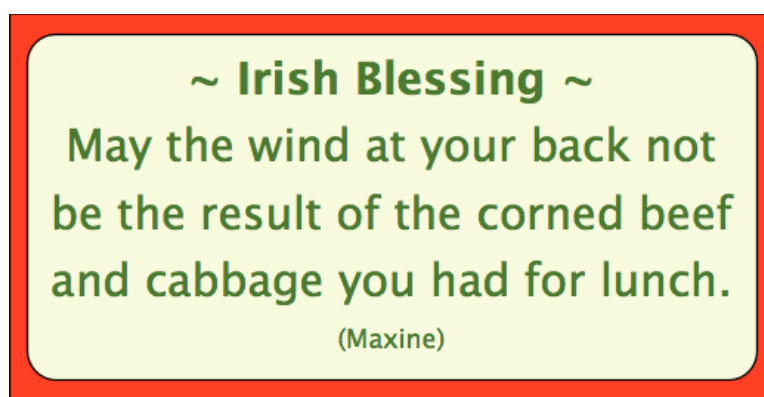 ~ Irish Blessing ~
May the wind at your back not
be the result of the corned beef
and cabbage you had for lunch.
(Maxine)